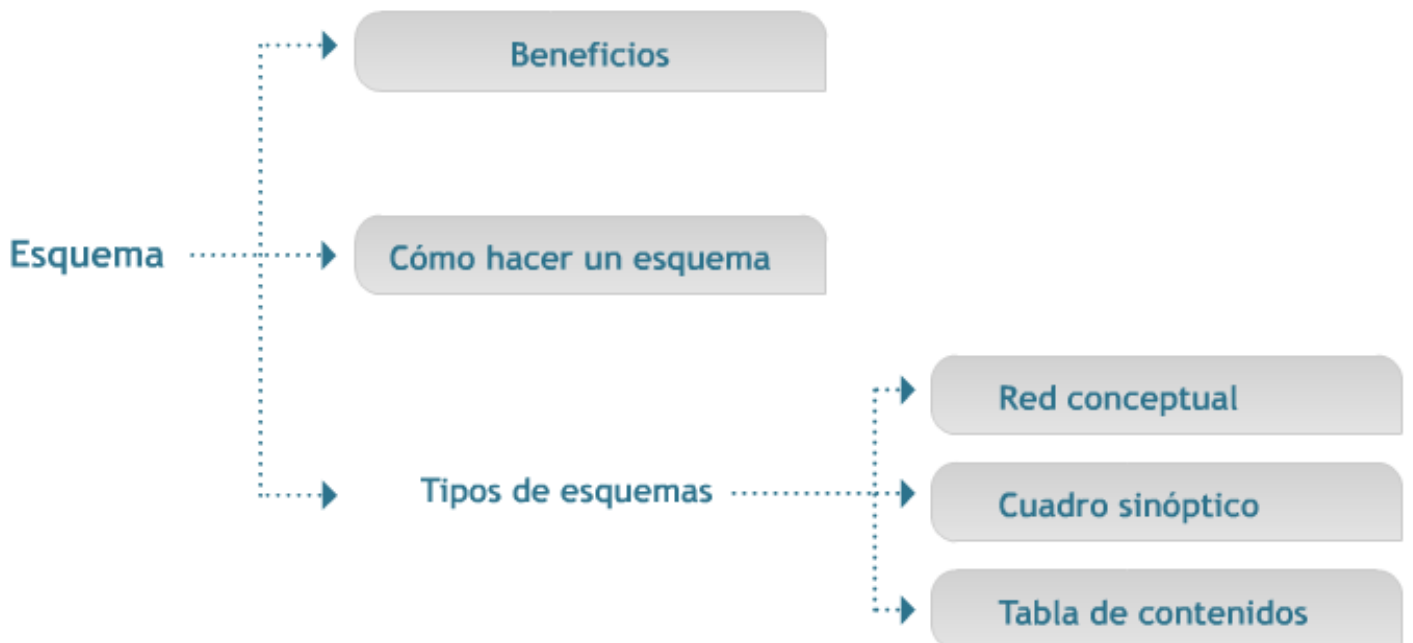 Beneficios
Esquema
Cómo hacer un esquema
Tipos de esquemas
Red conceptual
Cuadro sinóptico
Tabla de contenidos